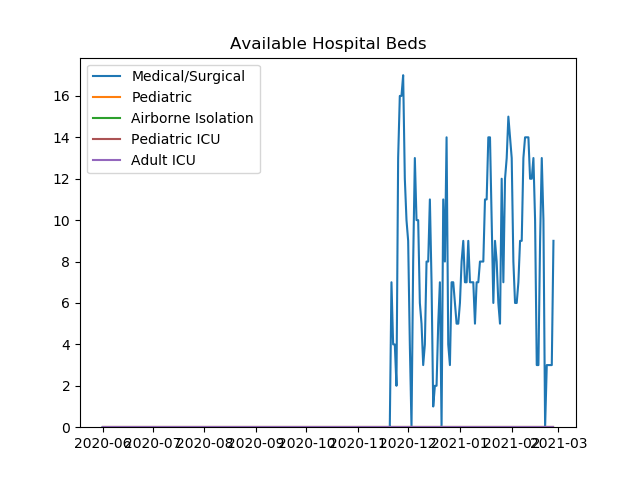 Available Hospital Beds
Medical/Surgical
Pediatric
Airborne Isolation
Pediatric ICU
Adult ICU
16
14
12
10
8
6
4
2
0
2020-06 2020-07 2020-08 2020-09 2020-10 2020-11 2020-12 2021-01 2021-02 2021-03